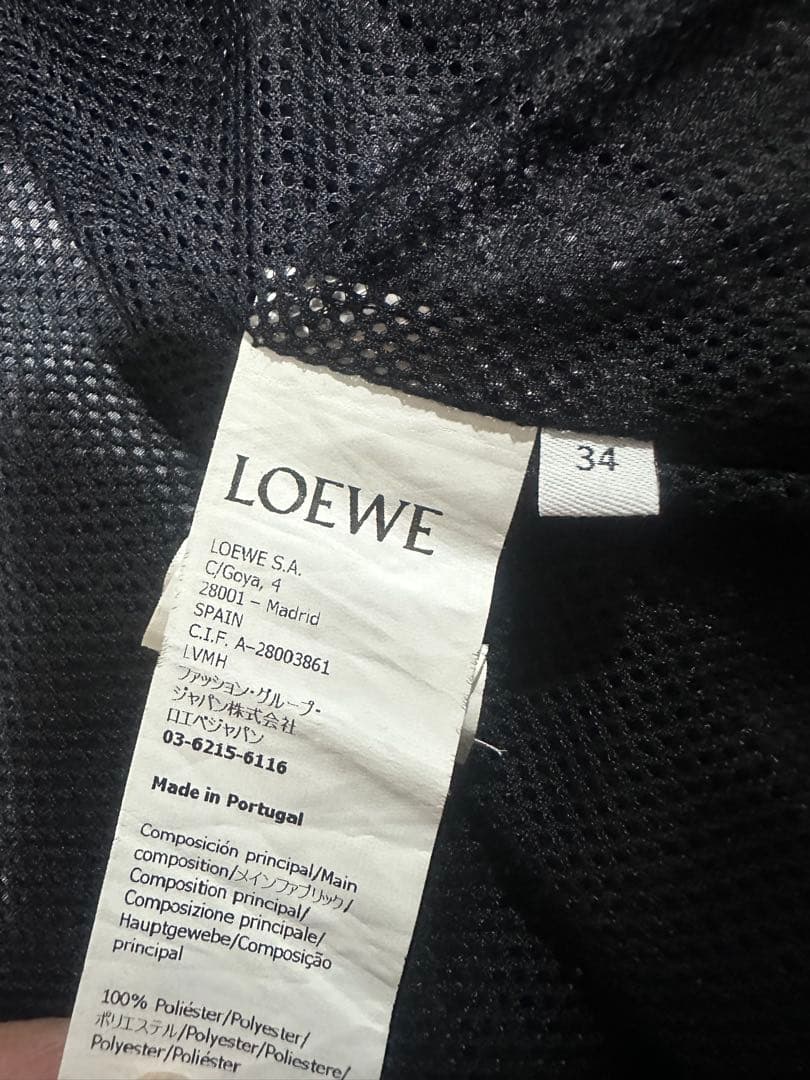 LOEWE
34
LOEWE S.A.
C/Goya, 4
28001 – Madrid
SPAIN
C.I.F. A-28003861
LVMH
ファッション・グループ・
ジャパン株式会社
ロエベジャパン
03-6215-6116
Made in Portugal
Composición principal/Main
composition/メインファブリック/
Composition principal/
Composizione principale/
Hauptgewebe/Composição
principal
100% Poliéster/Polyester/
ポリエステル/Polyester/Poliestere/
Polyester/Poliéster